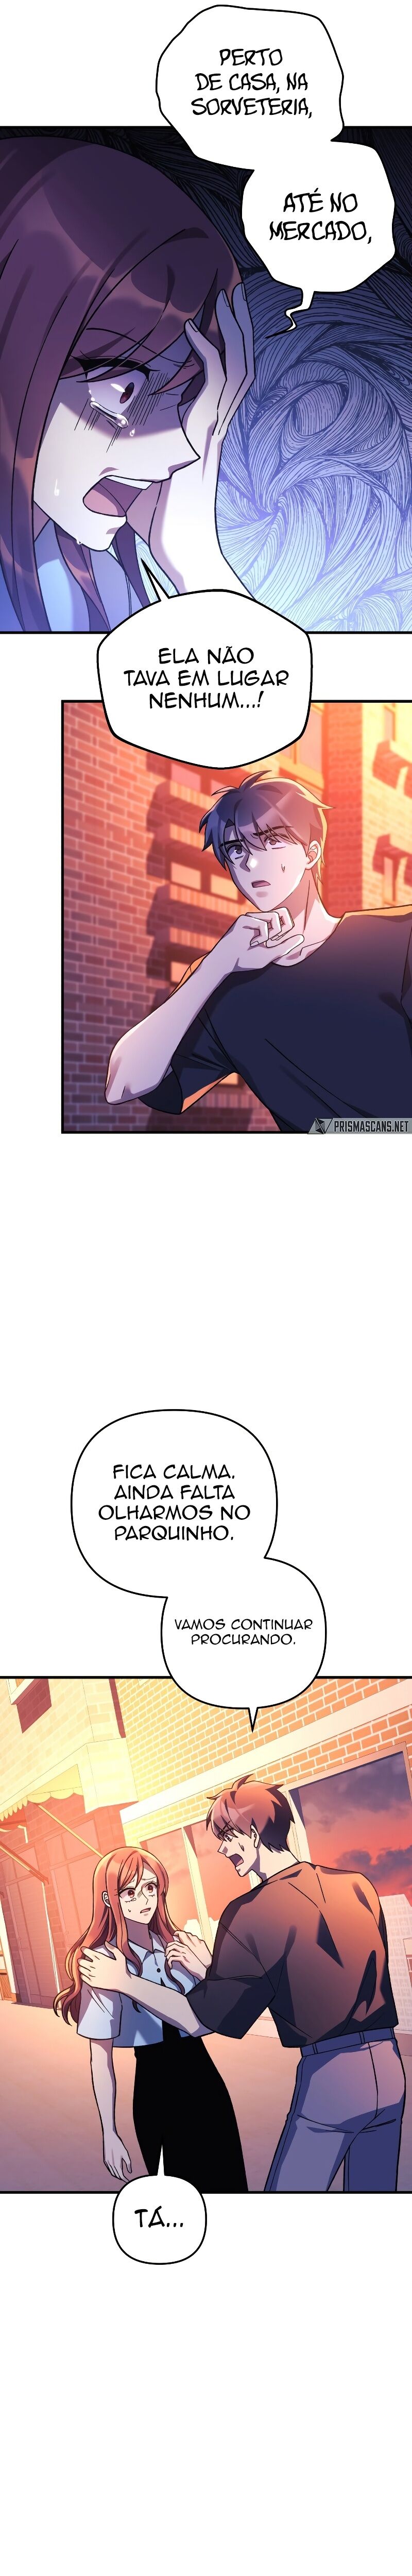 PERTO
DE CASA, NA
SORVETERIA,
ATÉ NO
MERCADO,
ELA NÃO
TAVA EM LUGAR
NENHUM...!
PRISMASCANS.NET
FICA CALMA.
AINDA FALTA
OLHARMOS NO
PARQUINHO.
VAMOS CONTINUAR
PROCURANDO.
TÁ...